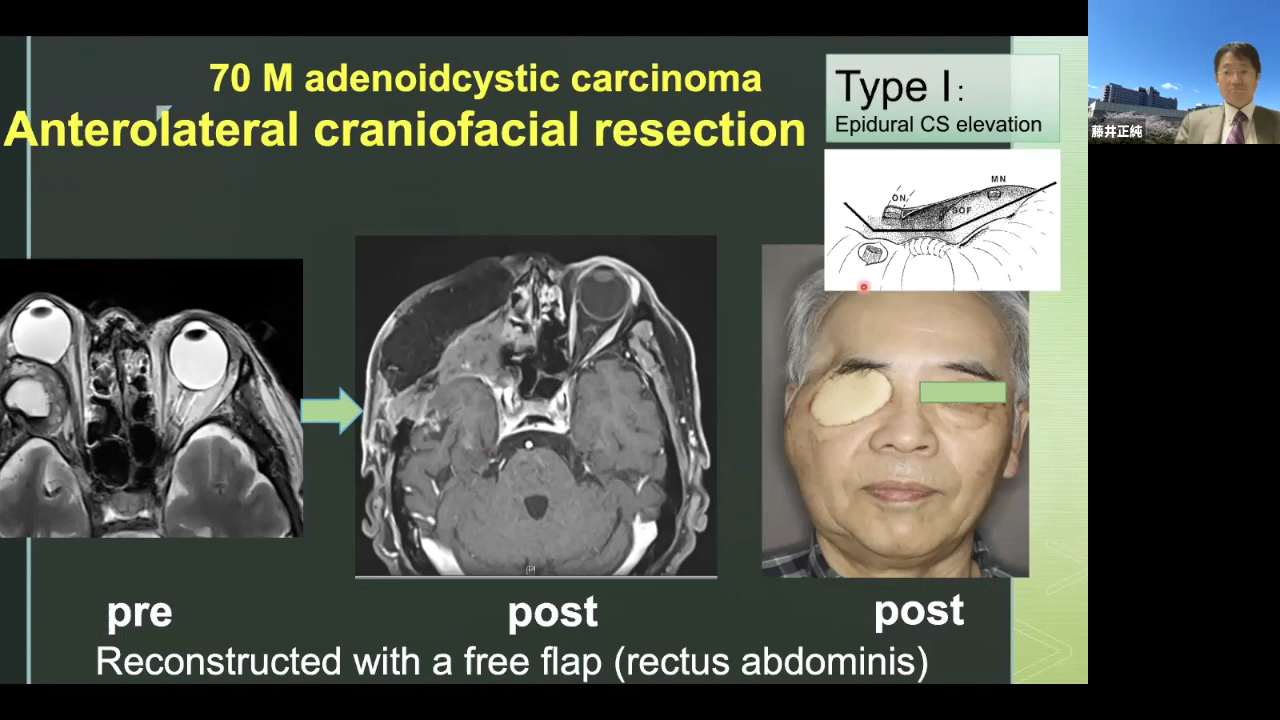 70 M adenoidcystic carcinoma
Anterolateral craniofacial resection
Type I:
Epidural CS elevation
ON
MN
SOF
藤井正純
(P)
pre
post
post
Reconstructed with a free flap (rectus abdominis)